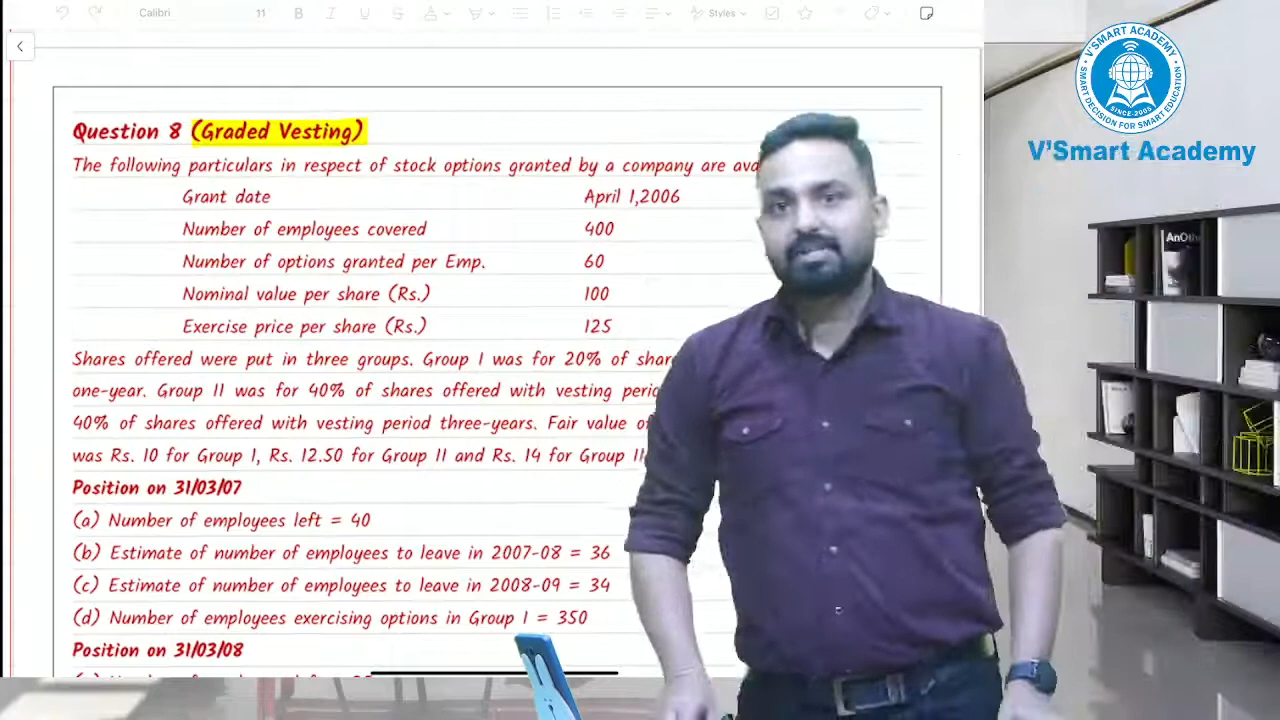 Calibri
11
B
I
U
S
A
Styles
Question 8 (Graded Vesting)
The following particulars in respect of stock options granted by a company are
Grant date April 1,2006
Number of employees covered 400
Number of options granted per Emp. 60
Nominal value per share (Rs.) 100
Exercise price per share (Rs.) 125
Shares offered were put in three groups. Group I was for 20% of
one-year. Group II was for 40% of shares offered with vesting
40% of shares offered with vesting period three-years. Fair value
was Rs. 10 for Group I, Rs. 12.50 for Group II and Rs. 14 for Group
Position on 31/03/07
(a) Number of employees left = 40
(b) Estimate of number of employees to leave in 2007-08 = 36
(c) Estimate of number of employees to leave in 2008-09 = 34
(d) Number of employees exercising options in Group I = 350
Position on 31/03/08
V'SMART ACADEMY
SMART DECISION FOR SMART EDUCATION
SINCE-2005
V'Smart Academy